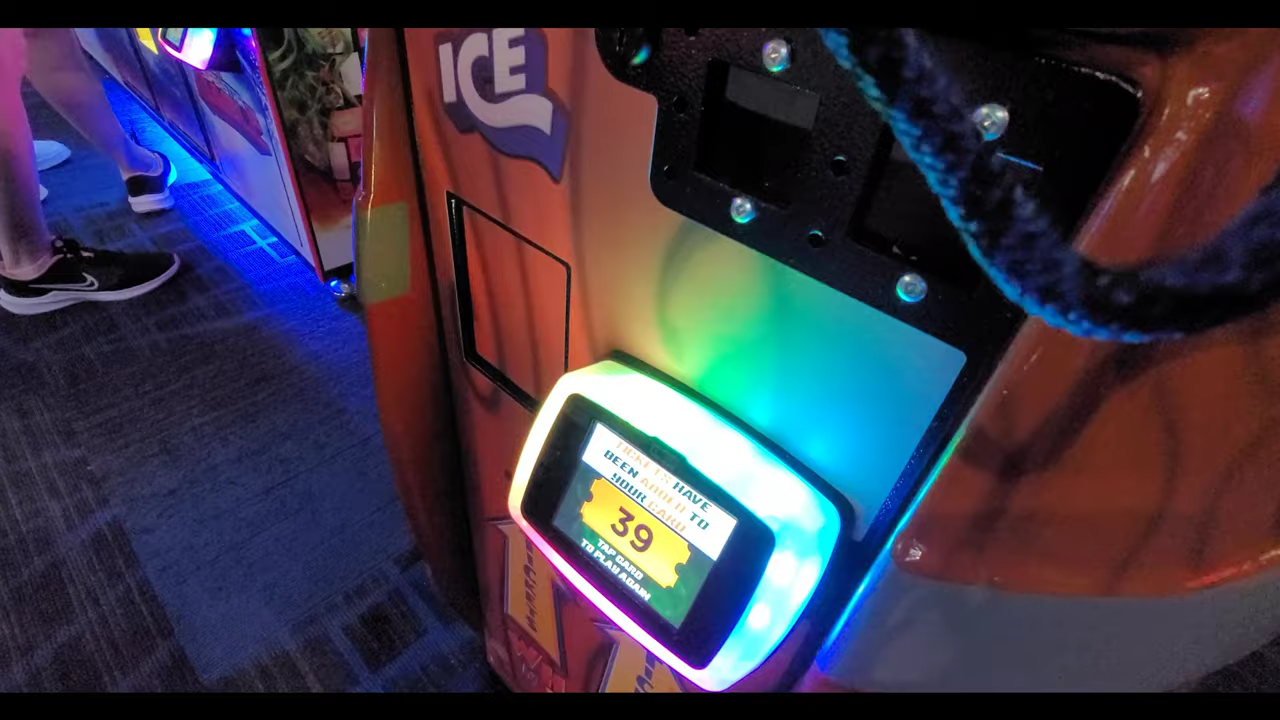 ICE
TICKETS HAVE
BEEN ADDED TO
YOUR CARD
39
TAP CARD
TO PLAY AGAIN